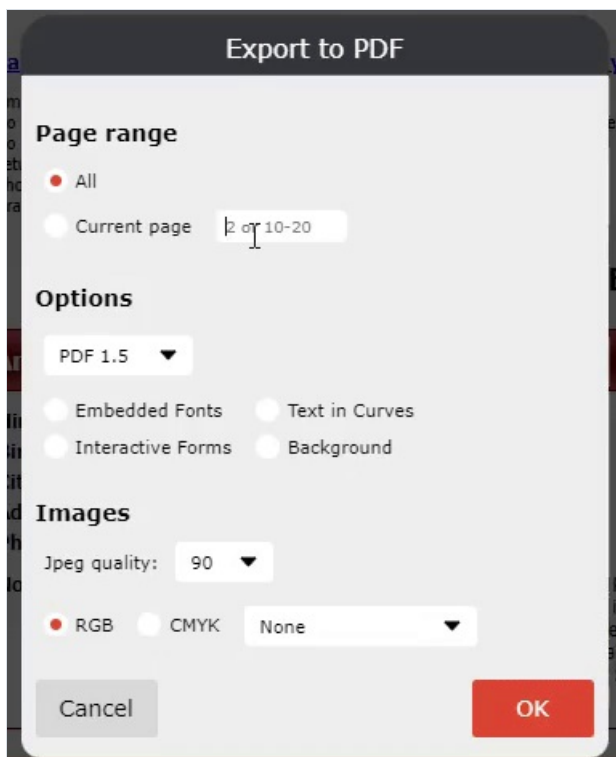 Export to PDF
Page range
All
Current page 2 or 10-20
Options
PDF 1.5
Embedded Fonts Text in Curves
Interactive Forms Background
Images
Jpeg quality: 90
RGB CMYK None
Cancel OK